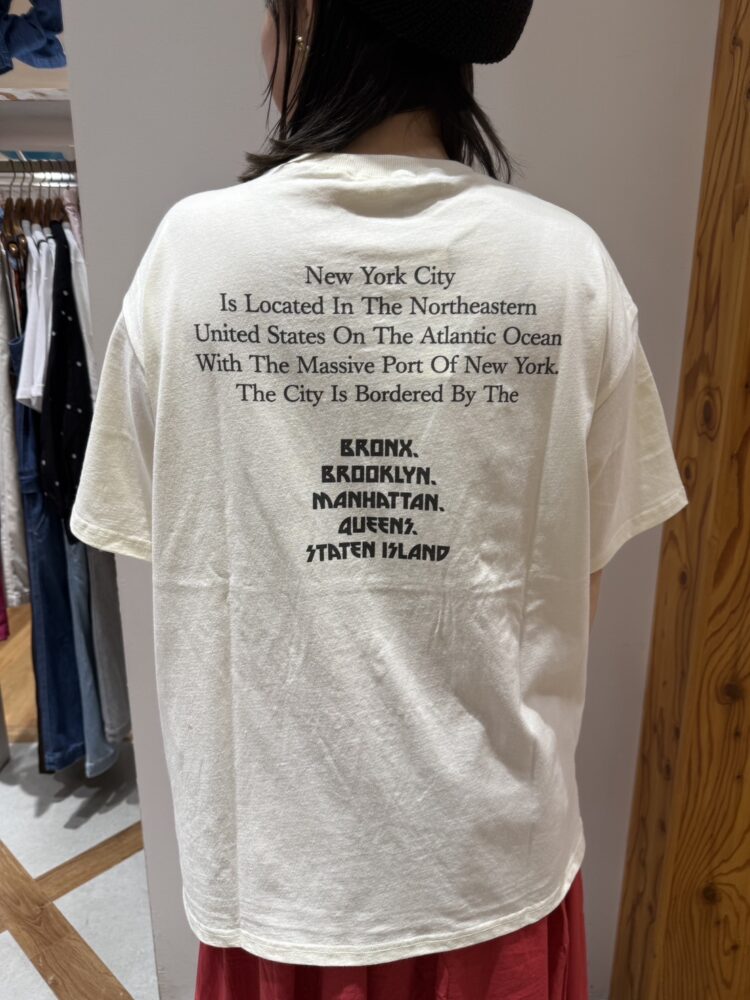 New York City
Is Located In The Northeastern
United States On The Atlantic Ocean
With The Massive Port Of New York.
The City Is Bordered By The
BRONX.
BROOKLYN.
MANHATTAN.
QUEENS.
STATEN ISLAND